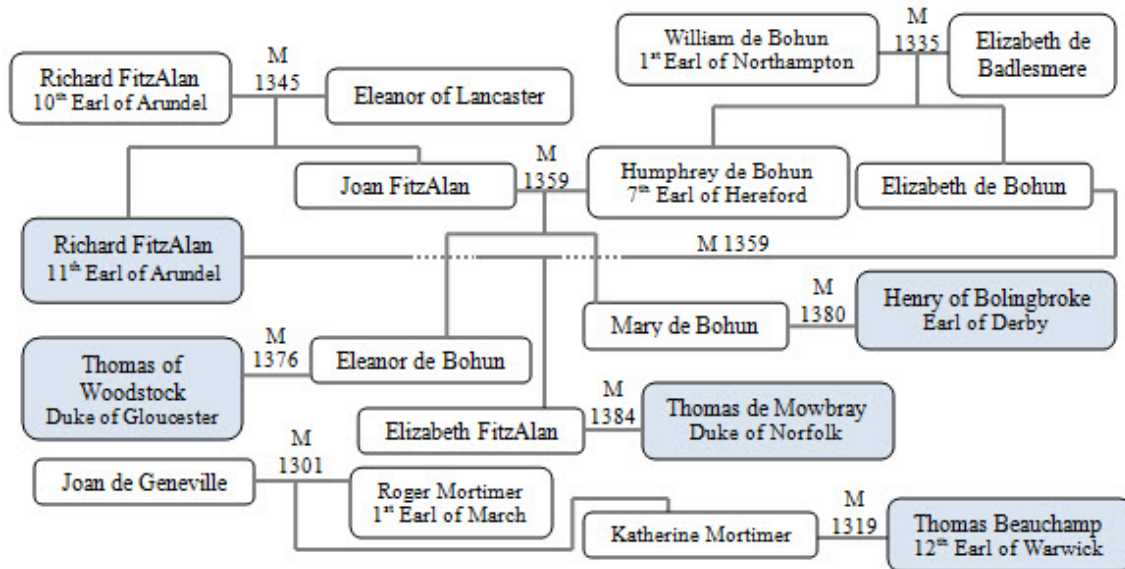 William de Bohun
1st Earl of Northampton
M
1335
Elizabeth de
Badlesmere
Richard FitzAlan
10th Earl of Arundel
M
1345
Eleanor of Lancaster
Joan FitzAlan
M
1359
Humphrey de Bohun
7th Earl of Hereford
Elizabeth de Bohun
Richard FitzAlan
11th Earl of Arundel
M 1359
Mary de Bohun
M
1380
Henry of Bolingbroke
Earl of Derby
Thomas of
Woodstock
Duke of Gloucester
M
1376
Eleanor de Bohun
Elizabeth FitzAlan
M
1384
Thomas de Mowbray
Duke of Norfolk
Joan de Geneville
M
1301
Roger Mortimer
1st Earl of March
Katherine Mortimer
M
1319
Thomas Beauchamp
12th Earl of Warwick